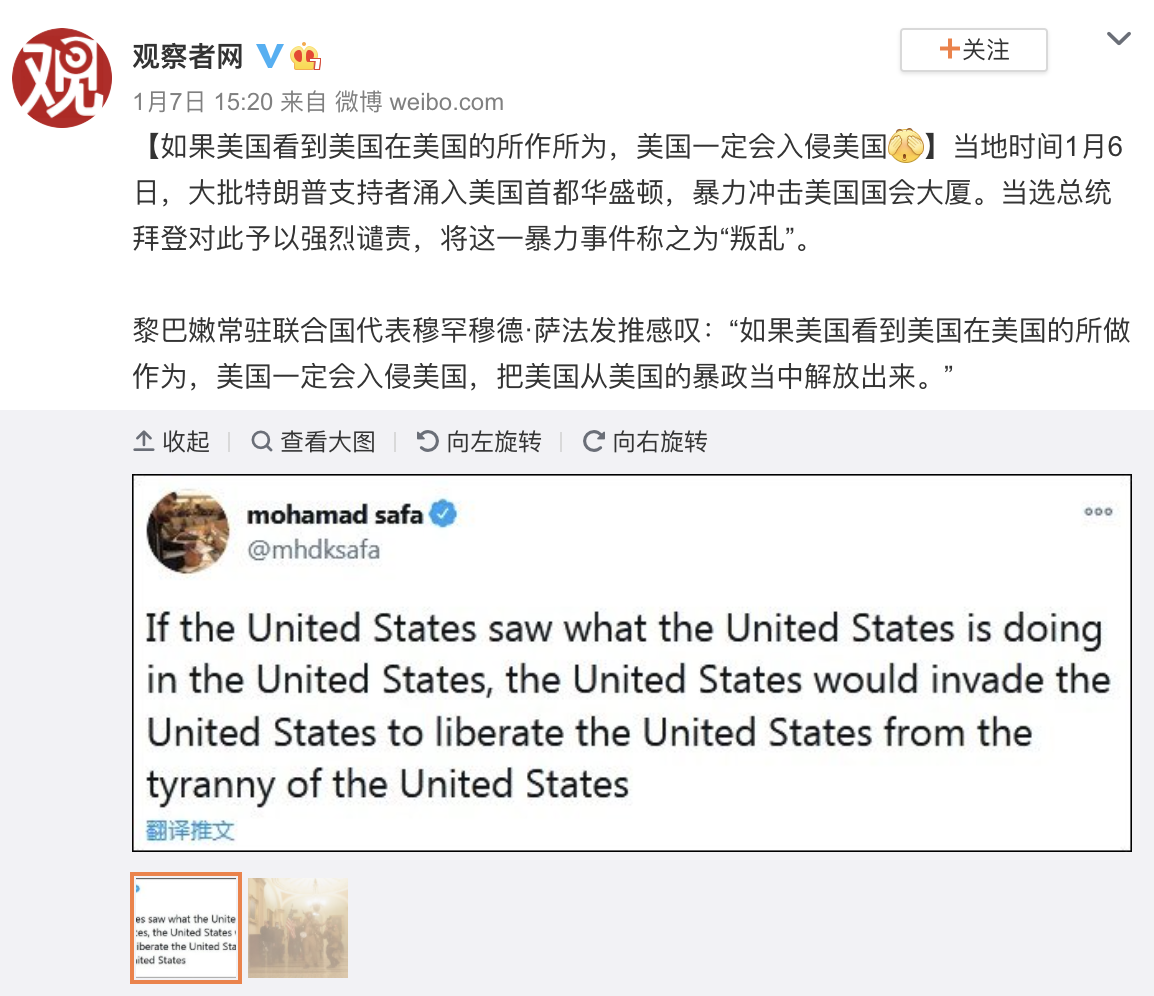 观
观察者网
7
+关注
1月7日 15:20 来自 微博 weibo.com
【如果美国看到美国在美国的所作所为，美国一定会入侵美国】当地时间1月6
日，大批特朗普支持者涌入美国首都华盛顿，暴力冲击美国国会大厦。当选总统
拜登对此予以强烈谴责，将这一暴力事件称之为“叛乱”。
黎巴嫩常驻联合国代表穆罕穆德·萨法发推感叹：“如果美国看到美国在美国的所做
作为，美国一定会入侵美国，把美国从美国的暴政当中解放出来。”
收起 查看大图 向左旋转 向右旋转
mohamad safa
@mhdksafa
If the United States saw what the United States is doing
in the United States, the United States would invade the
United States to liberate the United States from the
tyranny of the United States
翻译推文
es saw what the Unite
es, the United States
liberate the United Sta
ited States